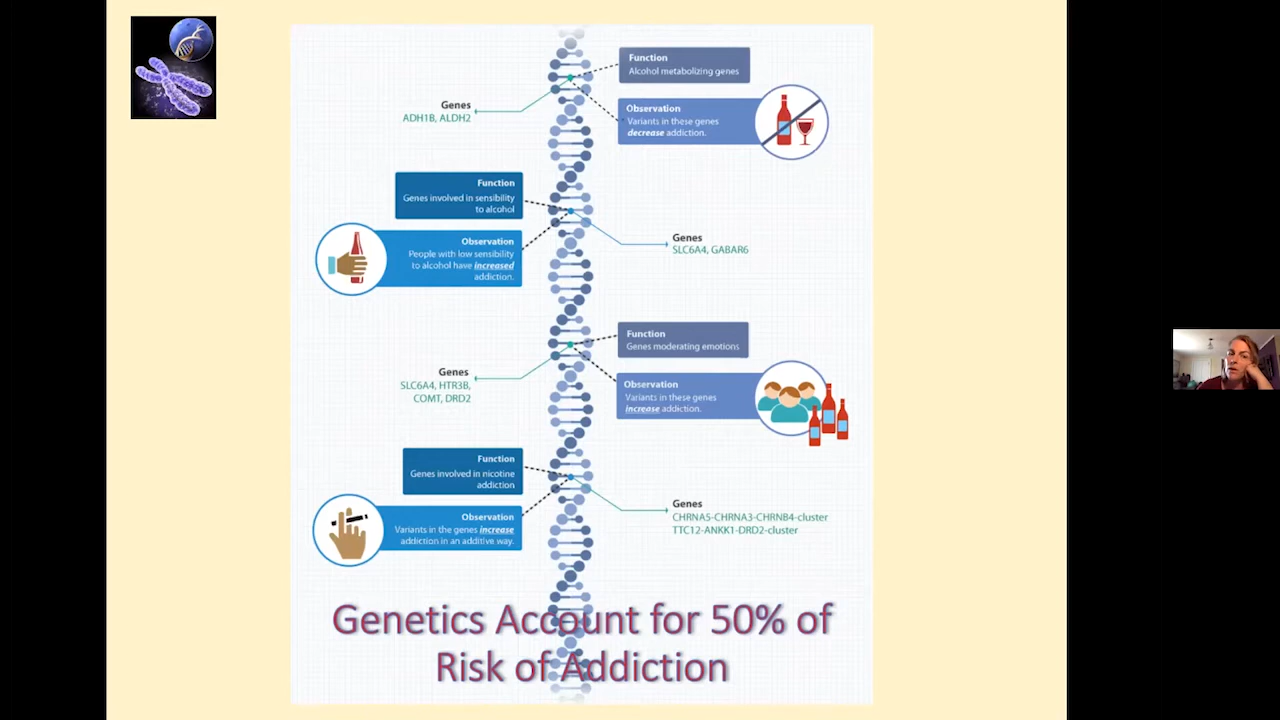 Function
Alcohol metabolizing genes
Genes
ADH1B, ALDH2
Observation
Variants in these genes
decrease addiction.
Function
Genes involved in sensibility
to alcohol
Observation
People with low sensibility
to alcohol have increased
addiction.
Genes
SLC6A4, GABAR6
Function
Genes moderating emotions
Genes
SLC6A4, HTR3B,
COMT, DRD2
Observation
Variants in these genes
increase addiction.
Function
Genes involved in nicotine
addiction
Observation
Variants in the genes increase
addiction in an additive way.
Genes
CHRNA5-CHRNA3-CHRNB4-cluster
TTC12-ANKK1-DRD2-cluster
Genetics Account for 50% of
Risk of Addiction